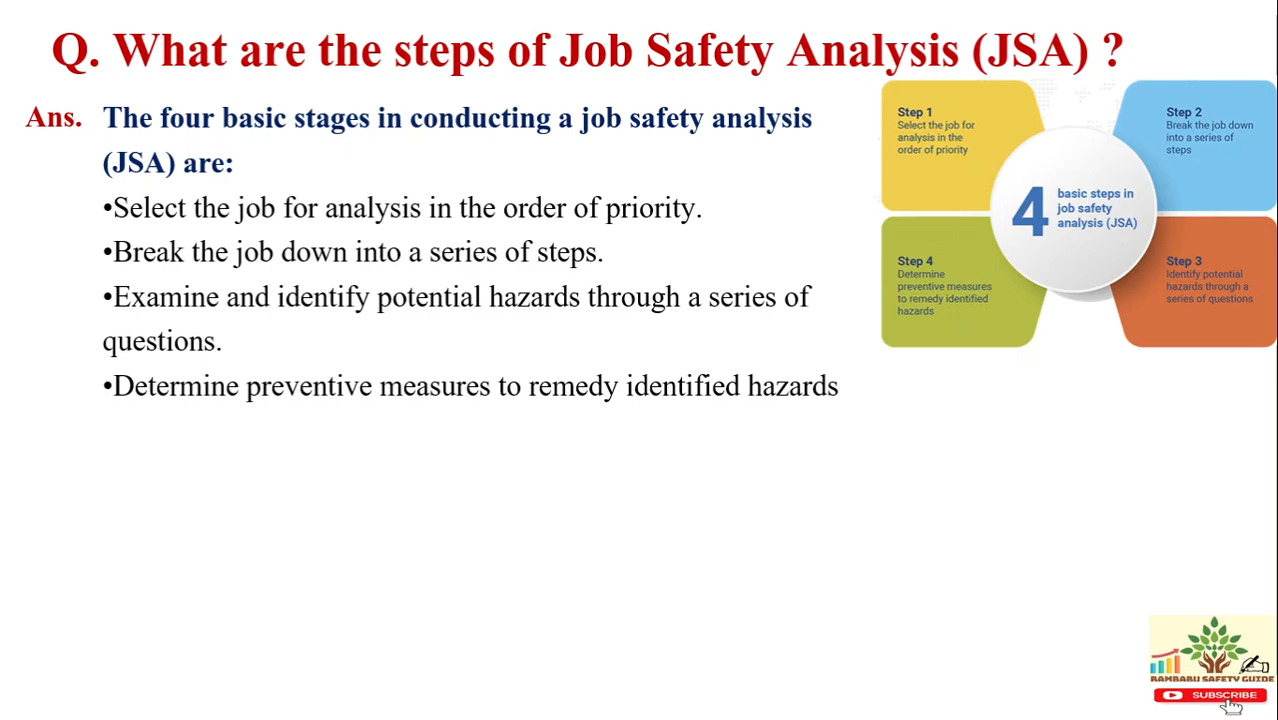 Q. What are the steps of Job Safety Analysis (JSA) ?
Ans. The four basic stages in conducting a job safety analysis
(JSA) are:
•Select the job for analysis in the order of priority.
•Break the job down into a series of steps.
•Examine and identify potential hazards through a series of
questions.
•Determine preventive measures to remedy identified hazards
Step 1
Select the job for
analysis in the
order of priority
Step 2
Break the job down
into a series of
steps
4 basic steps in
job safety
analysis (JSA)
Step 4
Determine
preventive measures
to remedy identified
hazards
Step 3
Identify potential
hazards through a
series of questions
RAMBABU SAFETY GUIDE
SUBSCRIBE